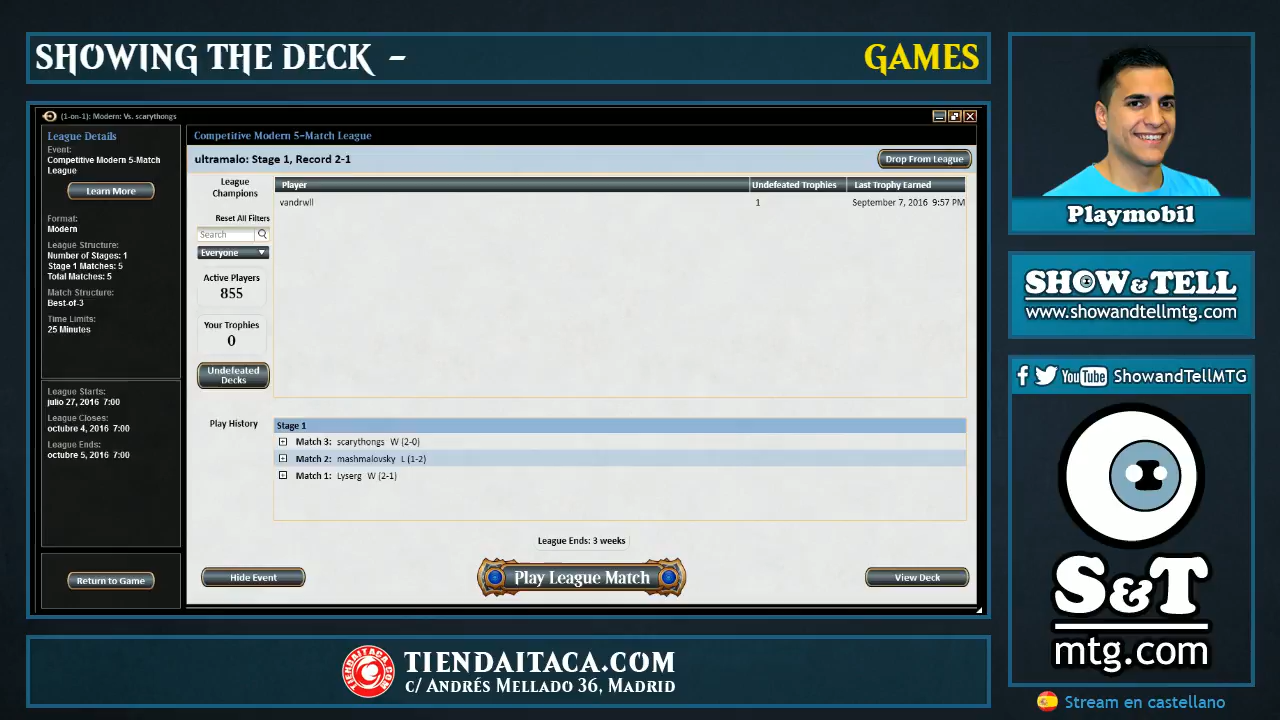 SHOWING THE DECK - GAMES
(1-on-1): Modern: Vs. scarythongs
League Details
Event:
Competitive Modern 5-Match
League
Learn More
Format:
Modern
League Structure:
Number of Stages: 1
Stage 1 Matches: 5
Total Matches: 5
Match Structure:
Best-of-3
Time Limits:
25 Minutes
League Starts:
julio 27, 2016 7:00
League Closes:
octubre 4, 2016 7:00
League Ends:
octubre 5, 2016 7:00
Return to Game
Competitive Modern 5-Match League
ultramalo: Stage 1, Record 2-1
Drop From League
League
Champions
Reset All Filters
Search
Everyone
Active Players
855
Your Trophies
0
Undefeated
Decks
Player Undefeated Trophies Last Trophy Earned
vandrwll 1 September 7, 2016 9:57 PM
Play History
Stage 1
Match 3: scarythongs W (2-0)
Match 2: mashmalovsky L (1-2)
Match 1: Lyserg W (2-1)
League Ends: 3 weeks
Hide Event
Play League Match
View Deck
Playmobil
SHOW & TELL
www.showandtellmtg.com
f YouTube ShowandTellMTG
S&T
mtg.com
Stream en castellano
TIENDAITACA.COM
TIENDAITACA.COM
c/ Andrés Mellado 36, Madrid